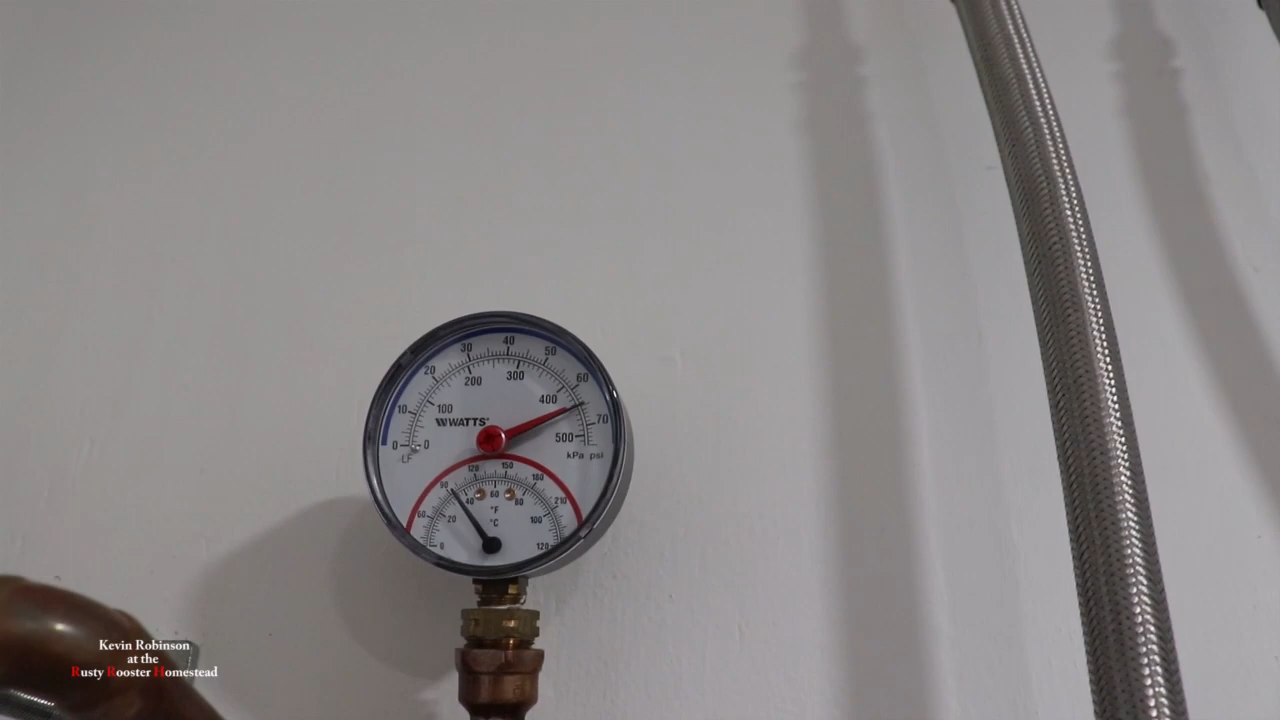 30 40 50
20 60
200 300
10 100 400 70
WATTS®
0 0 500
kPa psi
120 150 180
90 210
40 60 80
60 20 °F 100
°C
0 120
Kevin Robinson
at the
Rusty Rooster Homestead